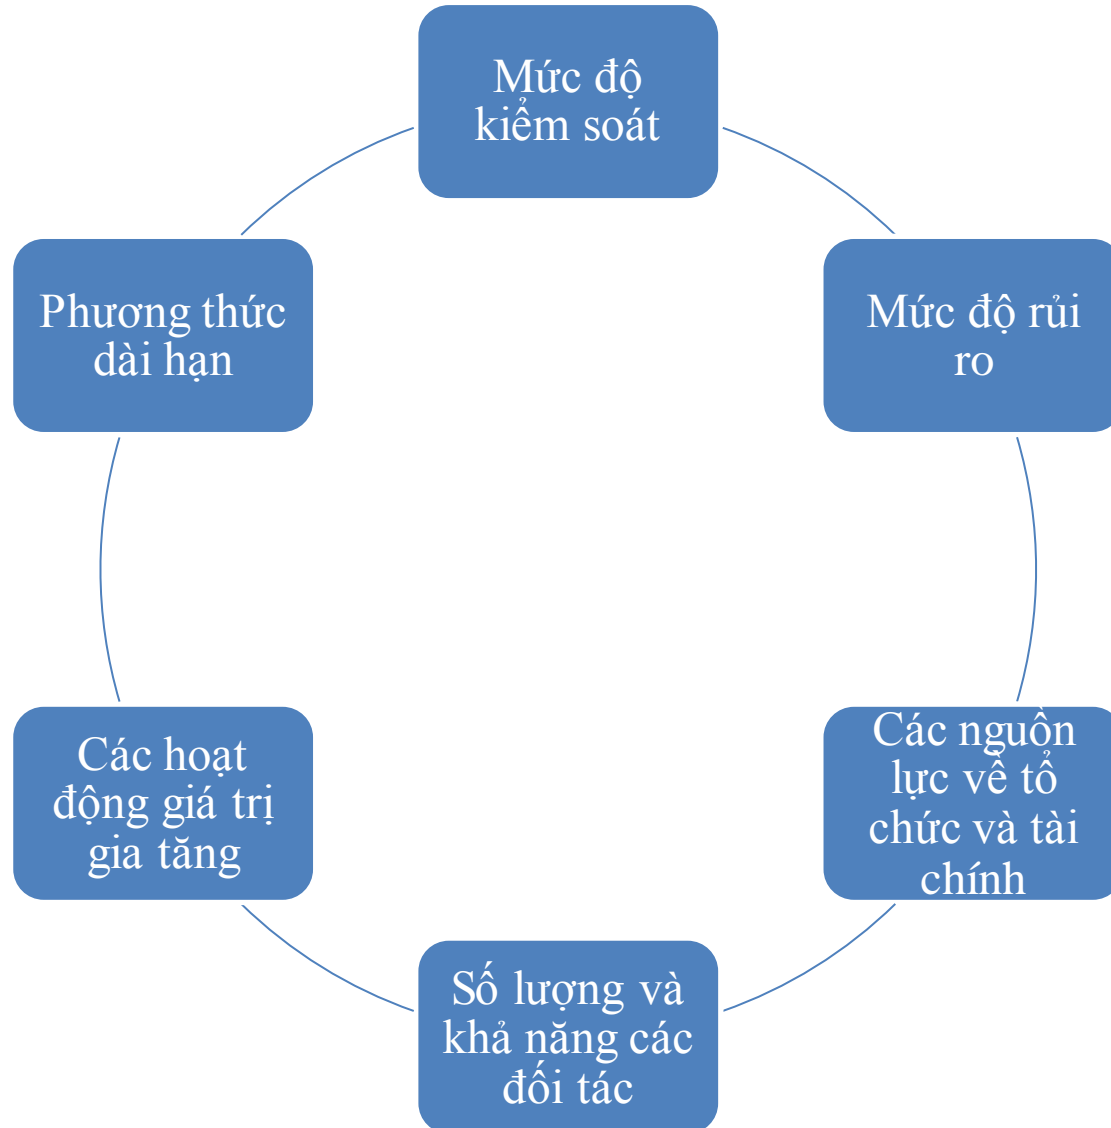 Mức độ
kiểm soát
Mức độ rủi
ro
Các nguồn
lực về tổ
chức và tài
chính
Số lượng và
khả năng các
đối tác
Các hoạt
động giá trị
gia tăng
Phương thức
dài hạn